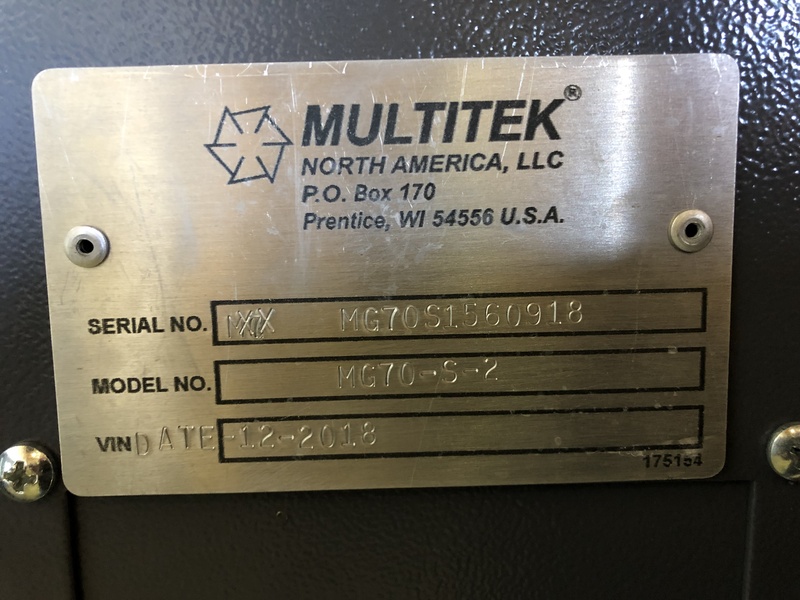 MULTITEK®
NORTH AMERICA, LLC
P.O. Box 170
Prentice, WI 54556 U.S.A.
SERIAL NO. MG70S1560918
MODEL NO. MG70-S-2
VIN DATE-12-2018
175154